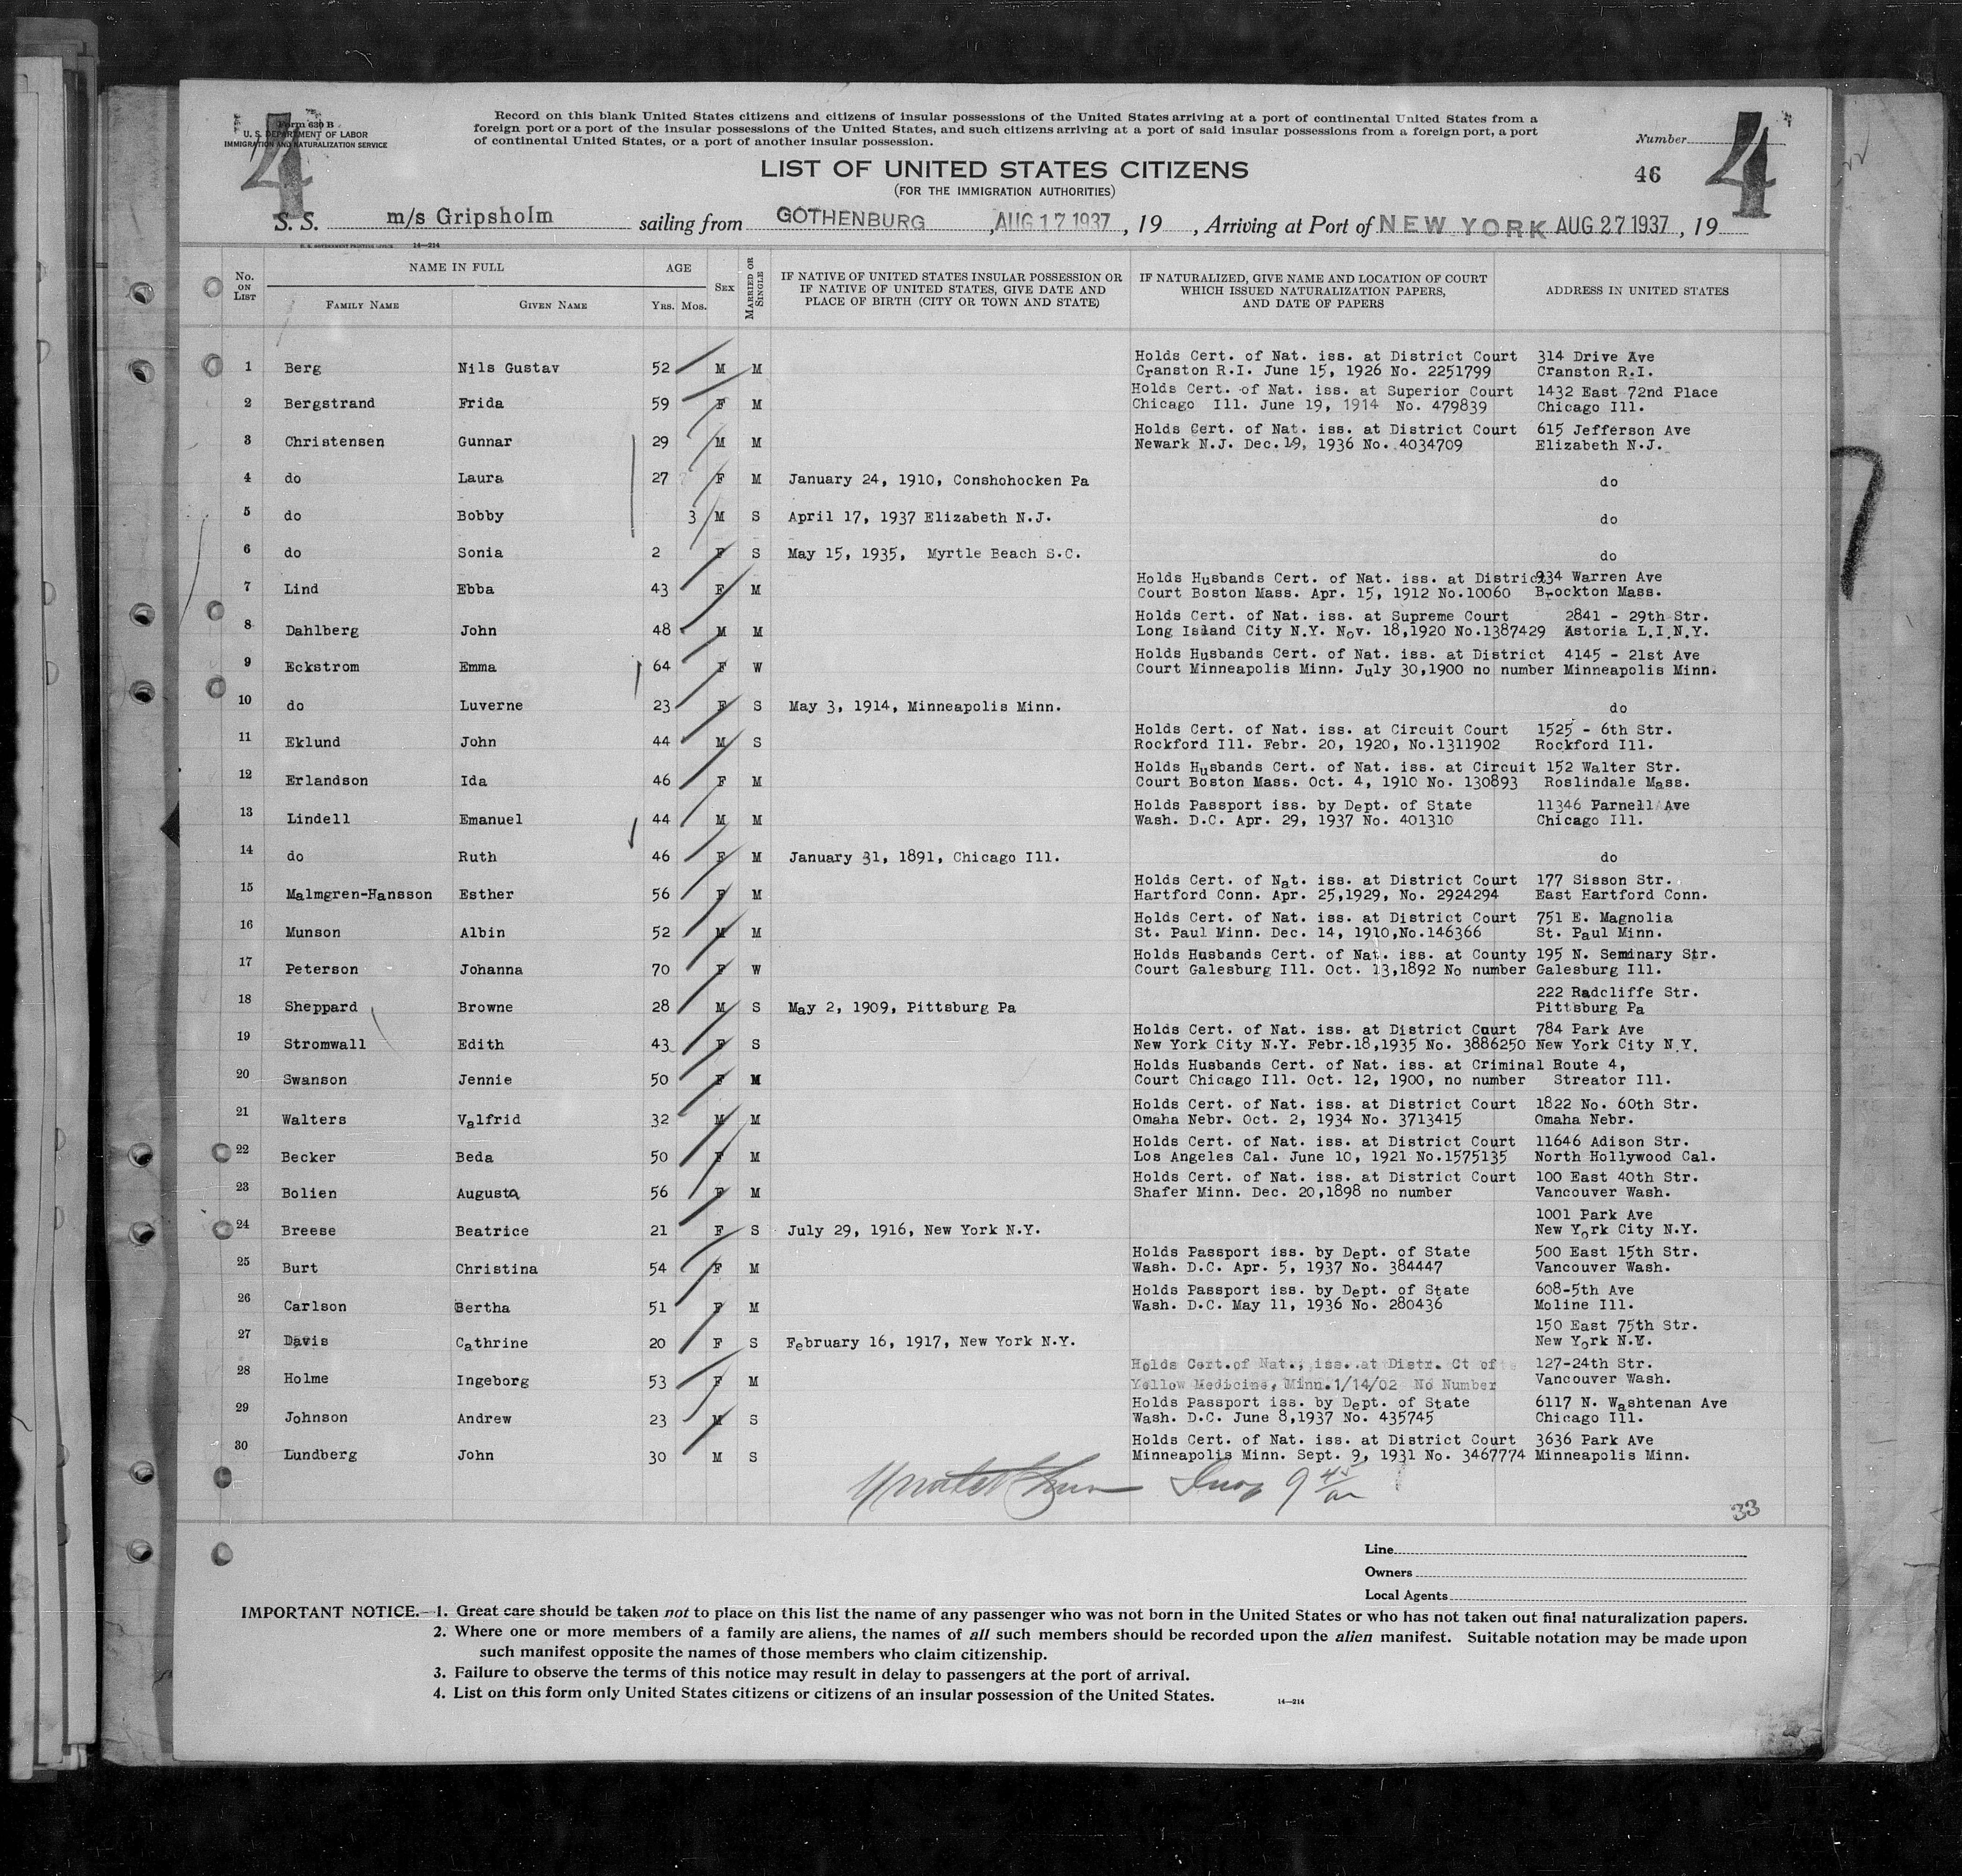 Form 630 B
U. S. DEPARTMENT OF LABOR
IMMIGRATION AND NATURALIZATION SERVICE
4
Record on this blank United States citizens and citizens of insular possessions of the United States arriving at a port of continental United States from a
foreign port or a port of the insular possessions of the United States, and such citizens arriving at a port of said insular possessions from a foreign port, a port
of continental United States, or a port of another insular possession.
Number
4
46
LIST OF UNITED STATES CITIZENS
(FOR THE IMMIGRATION AUTHORITIES)
S. S. m/s Gripsholm sailing from GOTHENBURG, AUG 17 1937, 19 , Arriving at Port of NEW YORK AUG 27 1937, 19
U. S. GOVERNMENT PRINTING OFFICE 14—214
No. ON LIST NAME IN FULL AGE SEX MARRIED OR SINGLE IF NATIVE OF UNITED STATES INSULAR POSSESSION OR IF NATIVE OF UNITED STATES, GIVE DATE AND PLACE OF BIRTH (CITY OR TOWN AND STATE) IF NATURALIZED, GIVE NAME AND LOCATION OF COURT WHICH ISSUED NATURALIZATION PAPERS, AND DATE OF PAPERS ADDRESS IN UNITED STATES
FAMILY NAME GIVEN NAME YRS. MOS.
Holds Cert. of Nat. iss. at District Court 314 Drive Ave
1 Berg Nils Gustav 52 M M Cranston R.I. June 15, 1926 No. 2251799 Cranston R.I.
Holds Cert. of Nat. iss. at Superior Court 1432 East 72nd Place
2 Bergstrand Frida 59 F M Chicago Ill. June 19, 1914 No. 479839 Chicago Ill.
Holds Cert. of Nat. iss. at District Court 615 Jefferson Ave
3 Christensen Gunnar 29 M M Newark N.J. Dec. 19, 1936 No. 4034709 Elizabeth N.J.
4 do Laura 27 F M January 24, 1910, Conshohocken Pa do
5 do Bobby 3 M S April 17, 1937 Elizabeth N.J. do
6 do Sonia 2 F S May 15, 1935, Myrtle Beach S.C. do
Holds Husbands Cert. of Nat. iss. at District 934 Warren Ave
7 Lind Ebba 43 F M Court Boston Mass. Apr. 15, 1912 No.10060 Brockton Mass.
Holds Cert. of Nat. iss. at Supreme Court 2841 - 29th Str.
8 Dahlberg John 48 M M Long Island City N.Y. Nov. 18,1920 No.1387429 Astoria L.I.N.Y.
Holds Husbands Cert. of Nat. iss. at District 4145 - 21st Ave
9 Eckstrom Emma 64 F W Court Minneapolis Minn. July 30,1900 no number Minneapolis Minn.
10 do Luverne 23 F S May 3, 1914, Minneapolis Minn. do
Holds Cert. of Nat. iss. at Circuit Court 1525 - 6th Str.
11 Eklund John 44 M S Rockford Ill. Febr. 20, 1920, No.1311902 Rockford Ill.
Holds Husbands Cert. of Nat. iss. at Circuit 152 Walter Str.
12 Erlandson Ida 46 F M Court Boston Mass. Oct. 4, 1910 No. 130893 Roslindale Mass.
Holds Passport iss. by Dept. of State 11346 Parnell Ave
13 Lindell Emanuel 44 M M Wash. D.C. Apr. 29, 1937 No. 401310 Chicago Ill.
14 do Ruth 46 F M January 31, 1891, Chicago Ill. do
Holds Cert. of Nat. iss. at District Court 177 Sisson Str.
15 Malmgren-Hansson Esther 56 F M Hartford Conn. Apr. 25,1929, No. 2924294 East Hartford Conn.
Holds Cert. of Nat. iss. at District Court 751 E. Magnolia
16 Munson Albin 52 M M St. Paul Minn. Dec. 14, 1910,No.146366 St. Paul Minn.
Holds Husbands Cert. of Nat. iss. at County 195 N. Seminary Str.
17 Peterson Johanna 70 F W Court Galesburg Ill. Oct. 13,1892 No number Galesburg Ill.
222 Radcliffe Str.
18 Sheppard Browne 28 M S May 2, 1909, Pittsburg Pa Pittsburg Pa
Holds Cert. of Nat. iss. at District Court 784 Park Ave
19 Stromwall Edith 43 F S New York City N.Y. Febr.18,1935 No. 3886250 New York City N.Y.
Holds Husbands Cert. of Nat. iss. at Criminal Route 4,
20 Swanson Jennie 50 F M Court Chicago Ill. Oct. 12, 1900, no number Streator Ill.
Holds Cert. of Nat. iss. at District Court 1822 No. 60th Str.
21 Walters Valfrid 32 M M Omaha Nebr. Oct. 2, 1934 No. 3713415 Omaha Nebr.
Holds Cert. of Nat. iss. at District Court 11646 Adison Str.
22 Becker Beda 50 F M Los Angeles Cal. June 10, 1921 No.1575135 North Hollywood Cal.
Holds Cert. of Nat. iss. at District Court 100 East 40th Str.
23 Bolien Augusta 56 F M Shafer Minn. Dec. 20,1898 no number Vancouver Wash.
1001 Park Ave
24 Breese Beatrice 21 F S July 29, 1916, New York N.Y. New York City N.Y.
Holds Passport iss. by Dept. of State 500 East 15th Str.
25 Burt Christina 54 F M Wash. D.C. Apr. 5, 1937 No. 384447 Vancouver Wash.
Holds Passport iss. by Dept. of State 608-5th Ave
26 Carlson Bertha 51 F M Wash. D.C. May 11, 1936 No. 280436 Moline Ill.
150 East 75th Str.
27 Davis Cathrine 20 F S February 16, 1917, New York N.Y. New York N.Y.
Holds Cert.of Nat., iss. at Distr. Ct of 127-24th Str.
28 Holme Ingeborg 53 F M Yellow Medicine, Minn.1/14/02 No Number Vancouver Wash.
Holds Passport iss. by Dept. of State 6117 N. Washtenan Ave
29 Johnson Andrew 23 M S Wash. D.C. June 8,1937 No. 435745 Chicago Ill.
Holds Cert. of Nat. iss. at District Court 3636 Park Ave
30 Lundberg John 30 M S Minneapolis Minn. Sept. 9, 1931 No. 3467774 Minneapolis Minn.
33
Line
Owners
Local Agents
IMPORTANT NOTICE.—1. Great care should be taken not to place on this list the name of any passenger who was not born in the United States or who has not taken out final naturalization papers.
2. Where one or more members of a family are aliens, the names of all such members should be recorded upon the alien manifest. Suitable notation may be made upon
such manifest opposite the names of those members who claim citizenship.
3. Failure to observe the terms of this notice may result in delay to passengers at the port of arrival.
4. List on this form only United States citizens or citizens of an insular possession of the United States.
14—214